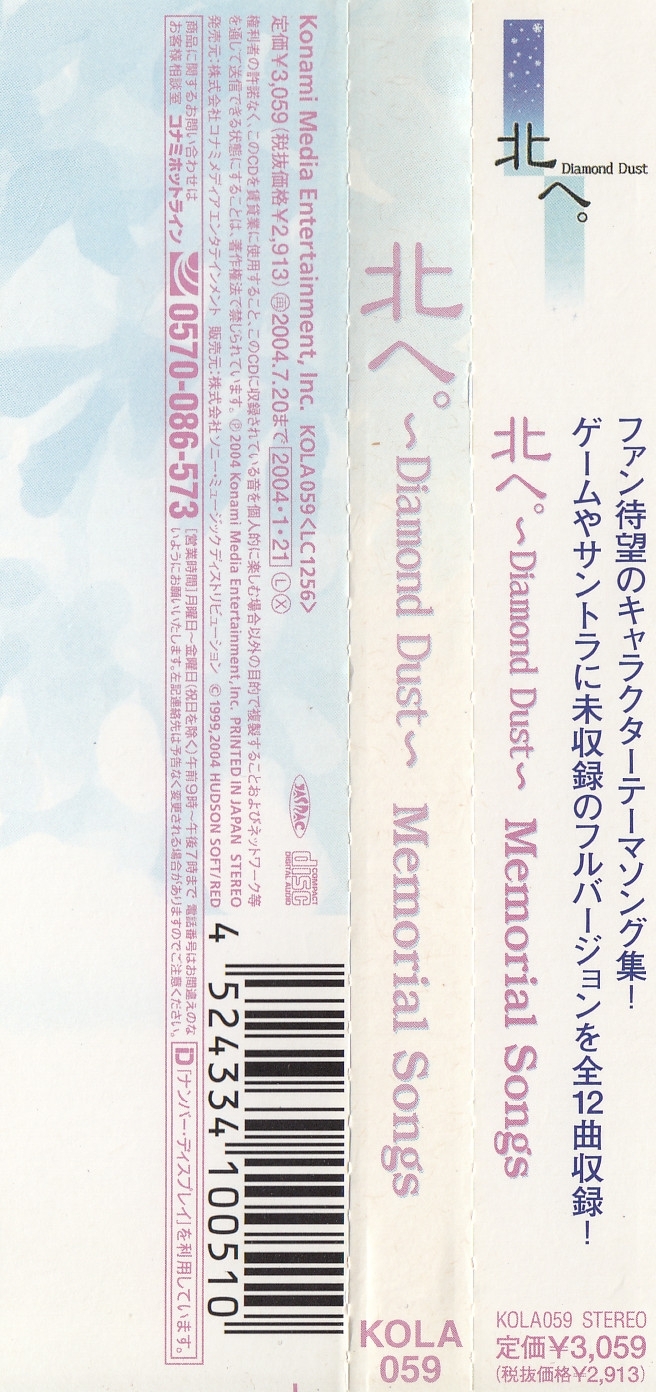 北へ。
Diamond Dust
ファン待望のキャラクターテーマソング集！
ゲームやサントラに未収録のフルバージョンを全12曲収録！
北へ。〜Diamond Dust〜 Memorial Songs
KOLA059 STEREO
定価¥3,059
(税抜価格¥2,913)
北へ。〜Diamond Dust〜 Memorial Songs
KOLA
059
Konami Media Entertainment, Inc. KOLA059<LC1256>
定価¥3,059 (税抜価格¥2,913) 再2004.7.20まで 2004・1・21 Ⓛ Ⓧ
権利者の許諾なく、このCDを賃貸業に使用すること、このCDに収録されている音を個人的に楽しむ場合以外の目的で複製することおよびネットワーク等
を通じて送信できる状態にすることは、著作権法で禁じられています。 ℗ 2004 Konami Media Entertainment, Inc. PRINTED IN JAPAN STEREO
発売元：株式会社コナミメディアエンタテインメント 販売元：株式会社ソニー・ミュージックディストリビューション © 1999,2004 HUDSON SOFT/RED
JASRAC
COMPACT
disc
DIGITAL AUDIO
商品に関するお問い合わせは
お客様相談室 コナミホットライン 0570-086-573
[営業時間]月曜日〜金曜日(祝日を除く)午前9時〜午後7時まで 電話番号はお間違えのな
いようにお願いいたします。左記連絡先は予告なく変更される場合がありますのでご注意ください。
D「ナンバー・ディスプレイ」を利用しています。
4 524334 100510